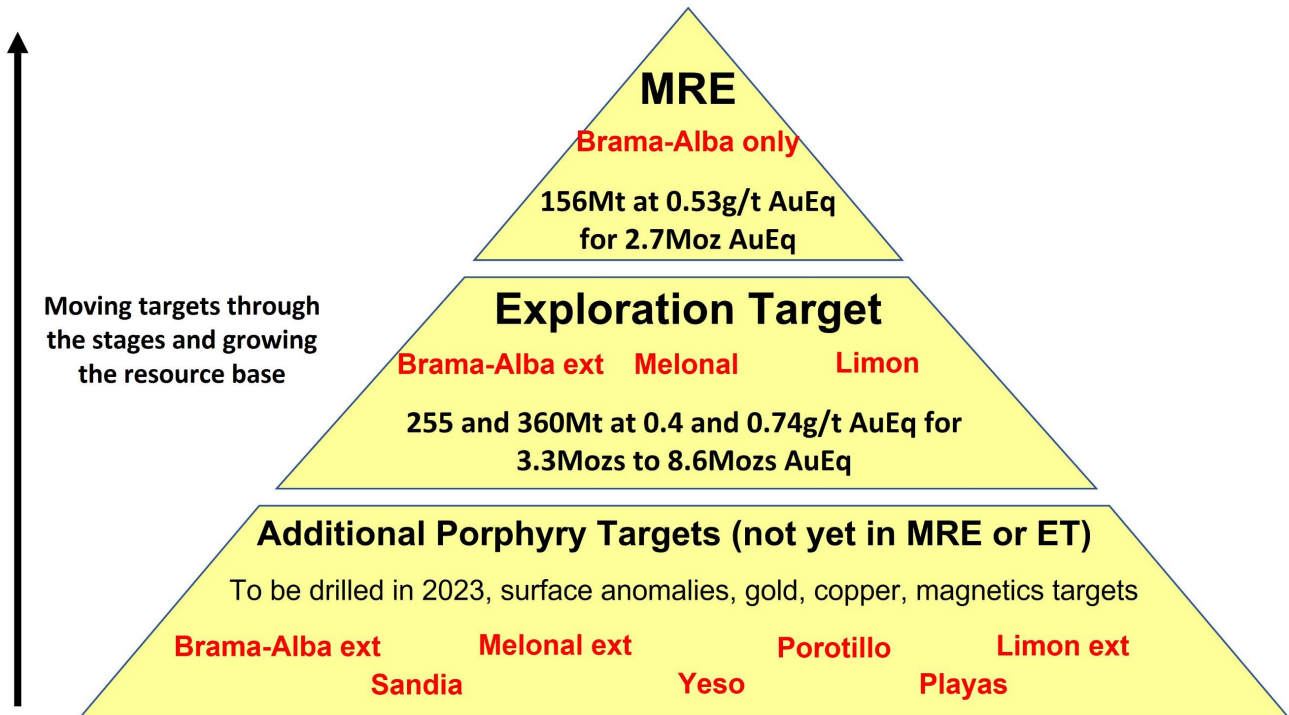 MRE
Brama-Alba only
156Mt at 0.53g/t AuEq
for 2.7Moz AuEq
Moving targets through
the stages and growing
the resource base
Exploration Target
Brama-Alba ext Melonal Limon
255 and 360Mt at 0.4 and 0.74g/t AuEq for
3.3Mozs to 8.6Mozs AuEq
Additional Porphyry Targets (not yet in MRE or ET)
To be drilled in 2023, surface anomalies, gold, copper, magnetics targets
Brama-Alba ext Melonal ext Porotillo Limon ext
Sandia Yeso Playas